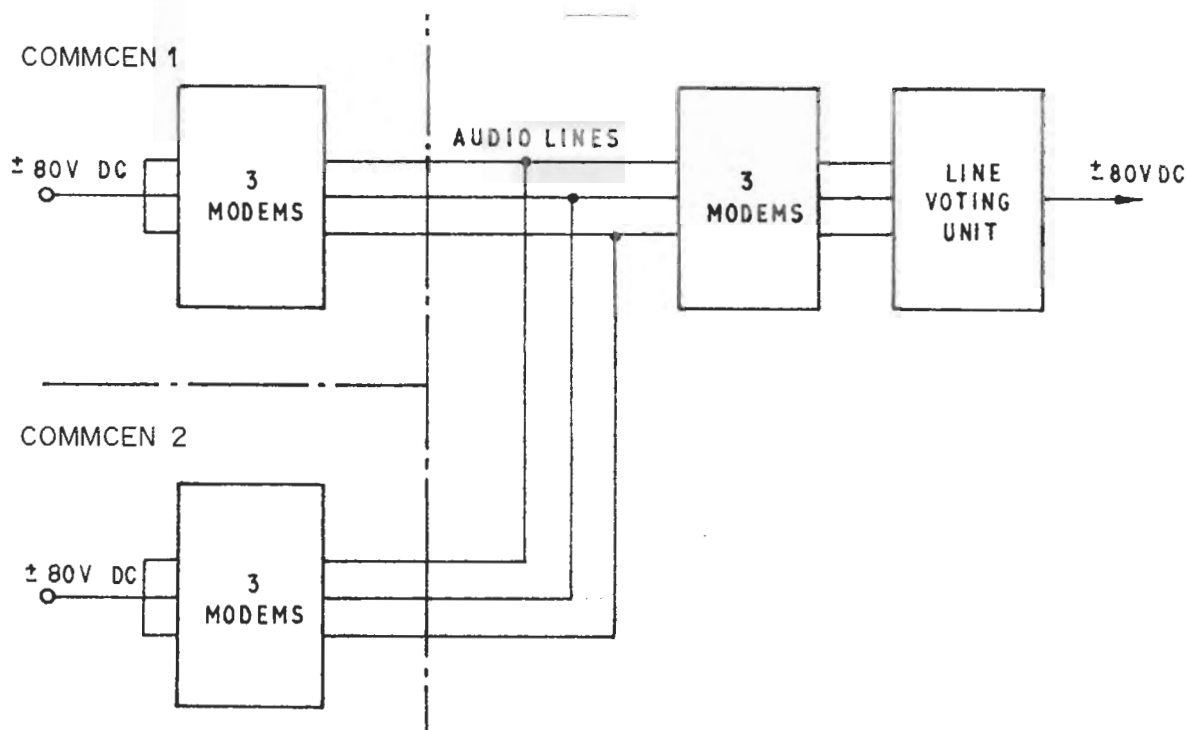 COMMCEN 1
± 80V DC
3
MODEMS
AUDIO LINES
3
MODEMS
LINE
VOTING
UNIT
± 80V DC
COMMCEN 2
± 80V DC
3
MODEMS